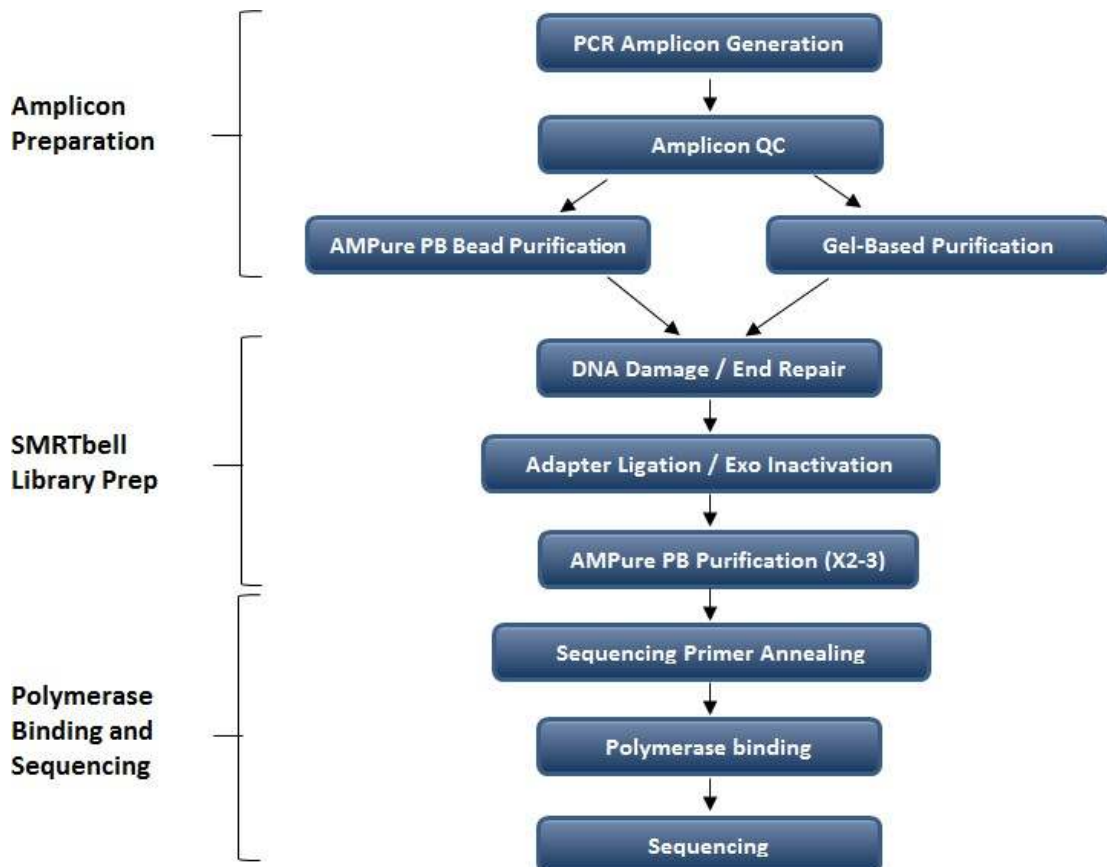 PCR Amplicon Generation
Amplicon
Preparation
Amplicon QC
AMPure PB Bead Purification
Gel-Based Purification
DNA Damage / End Repair
SMRTbell
Library Prep
Adapter Ligation / Exo Inactivation
AMPure PB Purification (X2-3)
Sequencing Primer Annealing
Polymerase
Binding and
Sequencing
Polymerase binding
Sequencing